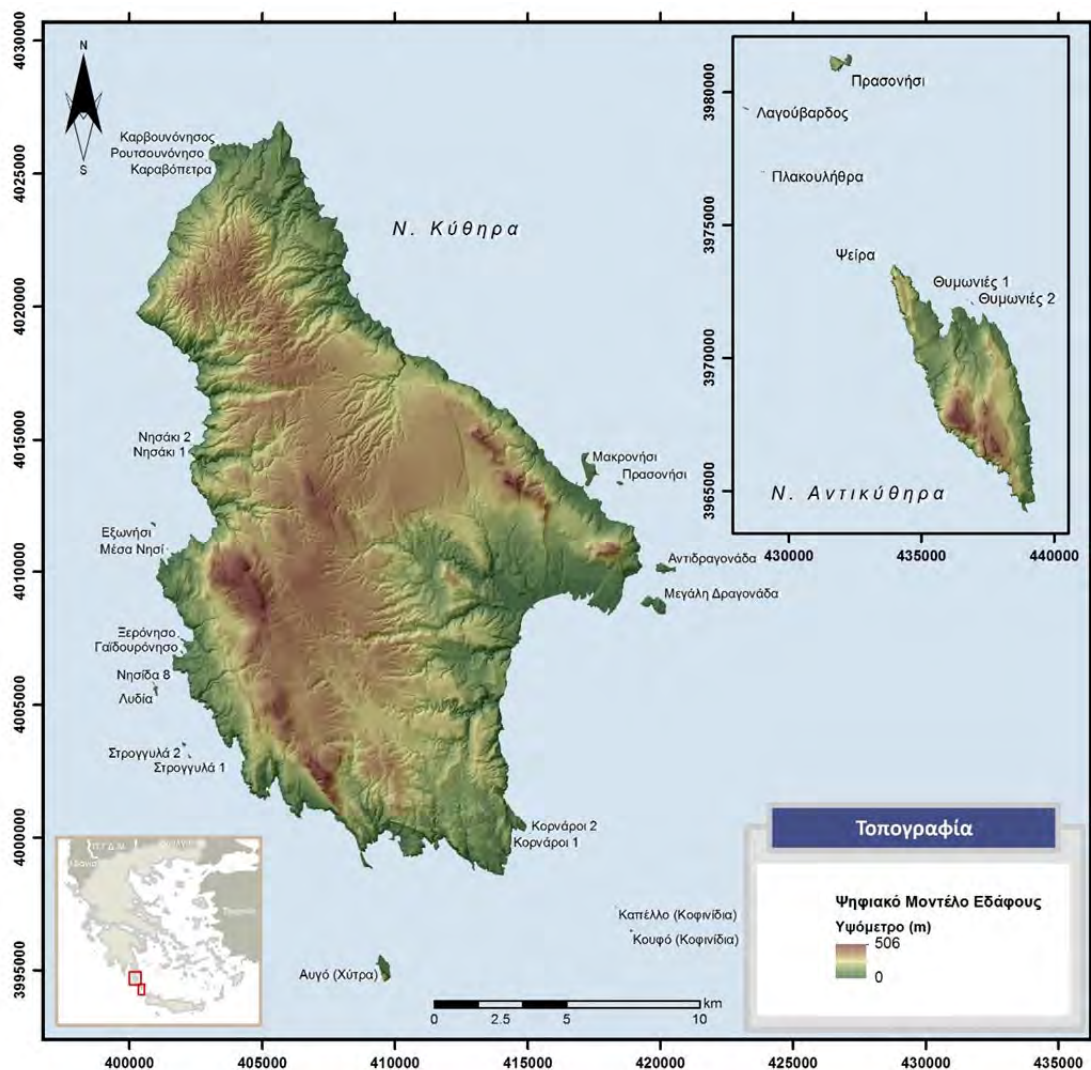 N
S
Καρβουνόνησος
Ρουτσουνόνησο
Καραβόπετρα
Ν. Κύθηρα
Νησάκι 2
Νησάκι 1
Μακρονήσι
Πρασονήσι
Εξωνήσι
Μέσα Νησί
Αντιδραγονάδα
Μεγάλη Δραγονάδα
Ξερόνησο
Γαϊδουρόνησο
Νησίδα 8
Λυδία
Στρογγυλά 2
Στρογγυλά 1
Κορνάροι 2
Κορνάροι 1
Καπέλλο (Κοφινίδια)
Κουφό (Κοφινίδια)
Αυγό (Χύτρα)
km
0 2.5 5 10
4030000
4025000
4020000
4015000
4010000
4005000
4000000
3995000
400000 405000 410000 415000 420000 425000 430000 435000
Πρασονήσι
Λαγούβαρδος
Πλακουλήθρα
Ψείρα
Θυμωνιές 1
Θυμωνιές 2
Ν. Αντικύθηρα
3980000
3975000
3970000
3965000
430000 435000 440000
Τοπογραφία
Ψηφιακό Μοντέλο Εδάφους
Υψόμετρο (m)
506
0